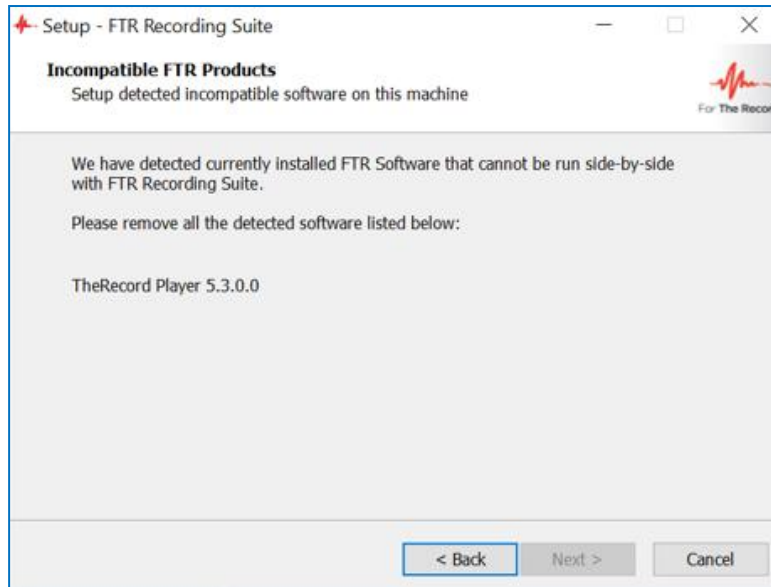 Setup - FTR Recording Suite
Incompatible FTR Products
Setup detected incompatible software on this machine
For The Recor
We have detected currently installed FTR Software that cannot be run side-by-side
with FTR Recording Suite.
Please remove all the detected software listed below:
TheRecord Player 5.3.0.0
< Back
Next >
Cancel